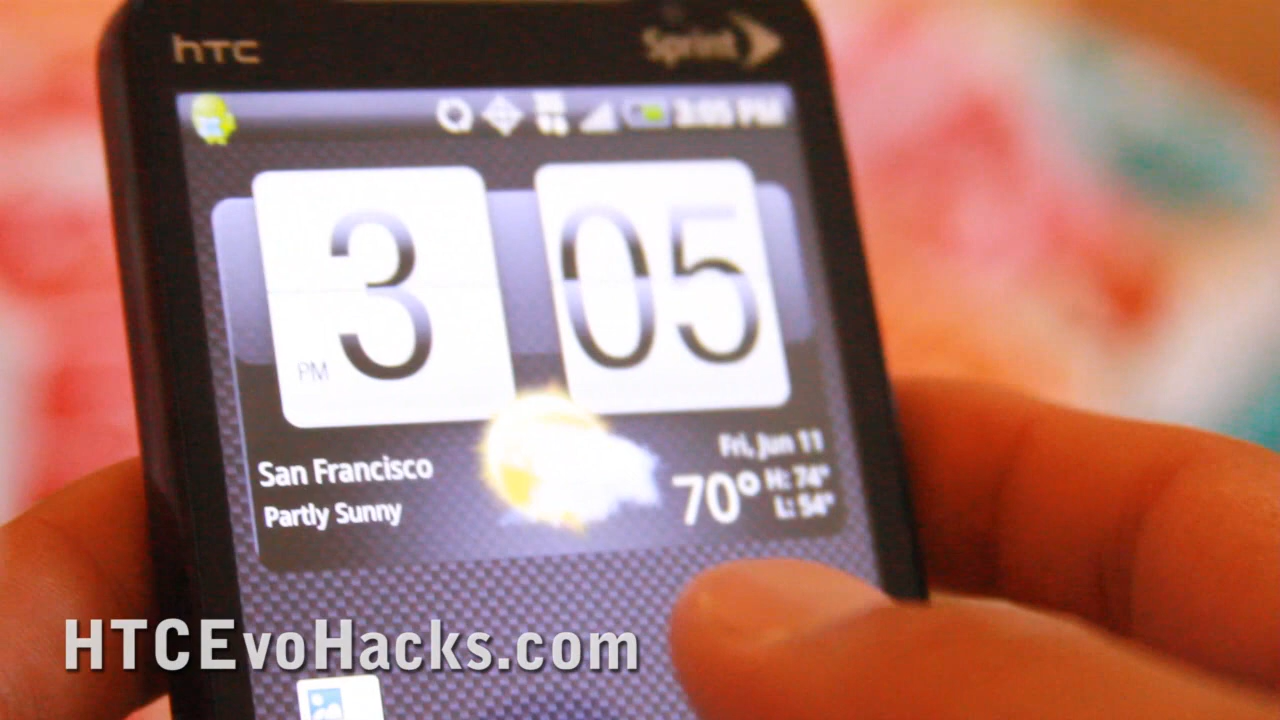 hTC
Sprint
3:05 PM
3 05
PM
Fri, Jun 11
San Francisco
70° H: 74°
Partly Sunny
L: 54°
HTCEvoHacks.com